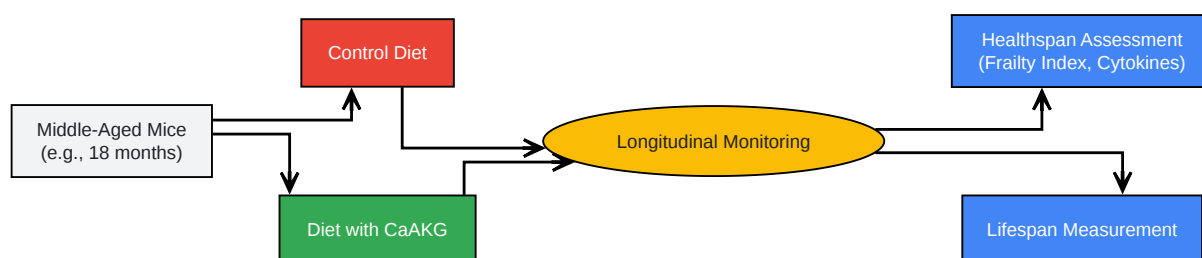 Middle-Aged Mice
(e.g., 18 months)
Control Diet
Diet with CaAKG
Longitudinal Monitoring
Healthspan Assessment
(Frailty Index, Cytokines)
Lifespan Measurement